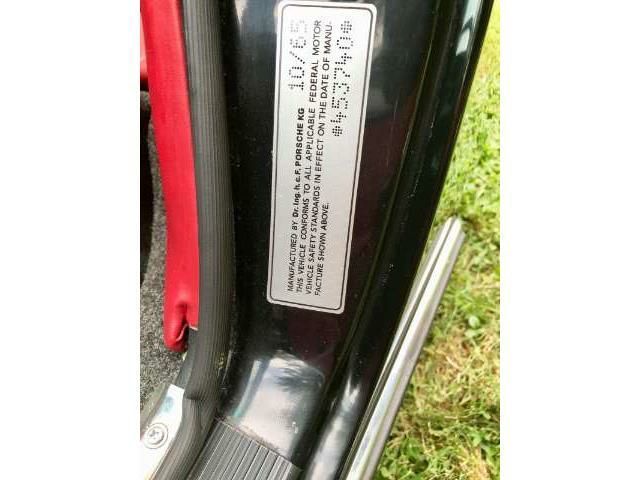 MANUFACTURED BY Dr.Ing.h.c.F. PORSCHE KG 10/65
THIS VEHICLE CONFORMS TO ALL APPLICABLE FEDERAL MOTOR
VEHICLE SAFETY STANDARDS IN EFFECT ON THE DATE OF MANU-
FACTURE SHOWN ABOVE. *453740*